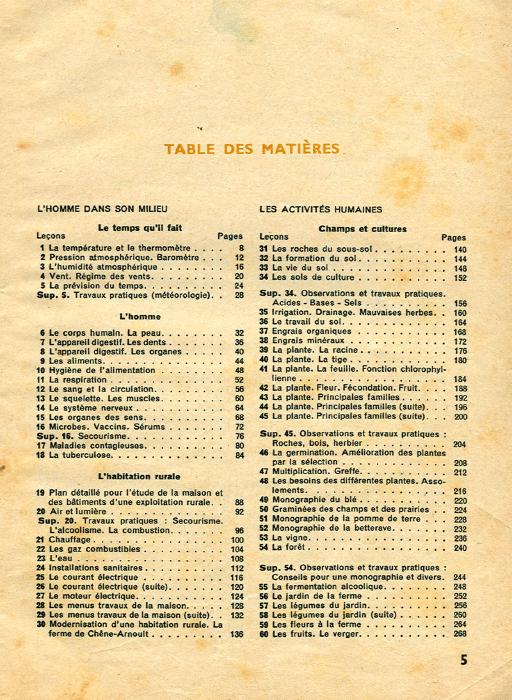 TABLE DES MATIÈRES
L'HOMME DANS SON MILIEU
Le temps qu'il fait
Leçons Pages
1 La température et le thermomètre . . . . 8
2 Pression atmosphérique. Baromètre . . . 12
3 L'humidité atmosphérique . . . . . . . . 16
4 Vent. Régime des vents. . . . . . . . . . 20
5 La prévision du temps. . . . . . . . . . . 24
Sup. 5. Travaux pratiques (météorologie). . 28
L'homme
6 Le corps humain. La peau. . . . . . . . . 32
7 L'appareil digestif. Les dents . . . . . . . 36
8 L'appareil digestif. Les organes . . . . . 40
9 Les aliments . . . . . . . . . . . . . . . 44
10 Hygiène de l'alimentation . . . . . . . . 48
11 La respiration . . . . . . . . . . . . . . 52
12 Le sang et la circulation. . . . . . . . . . 56
13 Le squelette. Les muscles. . . . . . . . . 60
14 Le système nerveux . . . . . . . . . . . 64
15 Les organes des sens. . . . . . . . . . . 68
16 Microbes. Vaccins. Sérums . . . . . . . 72
Sup. 16. Secourisme. . . . . . . . . . . . 76
17 Maladies contagieuses. . . . . . . . . . . 80
18 La tuberculose. . . . . . . . . . . . . . . 84
L'habitation rurale
19 Plan détaillé pour l'étude de la maison et
des bâtiments d'une exploitation rurale. . 88
20 Air et lumière . . . . . . . . . . . . . . 92
Sup. 20. Travaux pratiques : Secourisme.
L'alcoolisme. La combustion. . . . . . . 96
21 Chauffage . . . . . . . . . . . . . . . . 100
22 Les gaz combustibles . . . . . . . . . . 104
23 L'eau . . . . . . . . . . . . . . . . . . 108
24 Installations sanitaires . . . . . . . . . . 112
25 Le courant électrique . . . . . . . . . . 116
26 Le courant électrique (suite). . . . . . . . 120
27 Le moteur électrique. . . . . . . . . . . . 124
28 Les menus travaux de la maison. . . . . . 128
29 Les menus travaux de la maison (suite). . 132
30 Modernisation d'une habitation rurale. La
ferme de Chêne-Arnoult . . . . . . . . . 136
LES ACTIVITÉS HUMAINES
Champs et cultures
Leçons Pages
31 Les roches du sous-sol . . . . . . . . . . 140
32 La formation du sol . . . . . . . . . . . 144
33 La vie du sol . . . . . . . . . . . . . . . 148
34 Les sols de culture . . . . . . . . . . . . 152
Sup. 34. Observations et travaux pratiques.
Acides - Bases - Sels . . . . . . . . . . 156
35 Irrigation. Drainage. Mauvaises herbes. . 160
36 Le travail du sol. . . . . . . . . . . . . . 164
37 Engrais organiques . . . . . . . . . . . . 168
38 Engrais minéraux . . . . . . . . . . . . 172
39 La plante. La racine . . . . . . . . . . . 176
40 La plante. La tige . . . . . . . . . . . . 180
41 La plante. La feuille. Fonction chlorophyl-
lienne . . . . . . . . . . . . . . . . . . 184
42 La plante. Fleur. Fécondation. Fruit. . . . 188
43 La plante. Principales familles . . . . . . 192
44 La plante. Principales familles (suite) . . . 196
45 La plante. Principales familles (suite). . . . 200
Sup. 45. Observations et travaux pratiques :
Roches, bois, herbier . . . . . . . . . . 204
46 La germination. Amélioration des plantes
par la sélection . . . . . . . . . . . . . 208
47 Multiplication. Greffe. . . . . . . . . . . . 212
48 Les besoins des différentes plantes. Asso-
lements. . . . . . . . . . . . . . . . . . 216
49 Monographie du blé . . . . . . . . . . . 220
50 Graminées des champs et des prairies . . 224
51 Monographie de la pomme de terre . . . 228
52 Monographie de la betterave. . . . . . . . 232
53 La vigne. . . . . . . . . . . . . . . . . . 236
54 La forêt . . . . . . . . . . . . . . . . . 240
Sup. 54. Observations et travaux pratiques :
Conseils pour une monographie et divers. 244
55 La fermentation alcoolique. . . . . . . . . 248
56 Le jardin de la ferme . . . . . . . . . . . 252
57 Les légumes du jardin. . . . . . . . . . . 256
58 Les légumes du jardin (suite) . . . . . . . 260
59 Les fleurs à la ferme . . . . . . . . . . . 264
60 Les fruits. Le verger. . . . . . . . . . . . 268
5